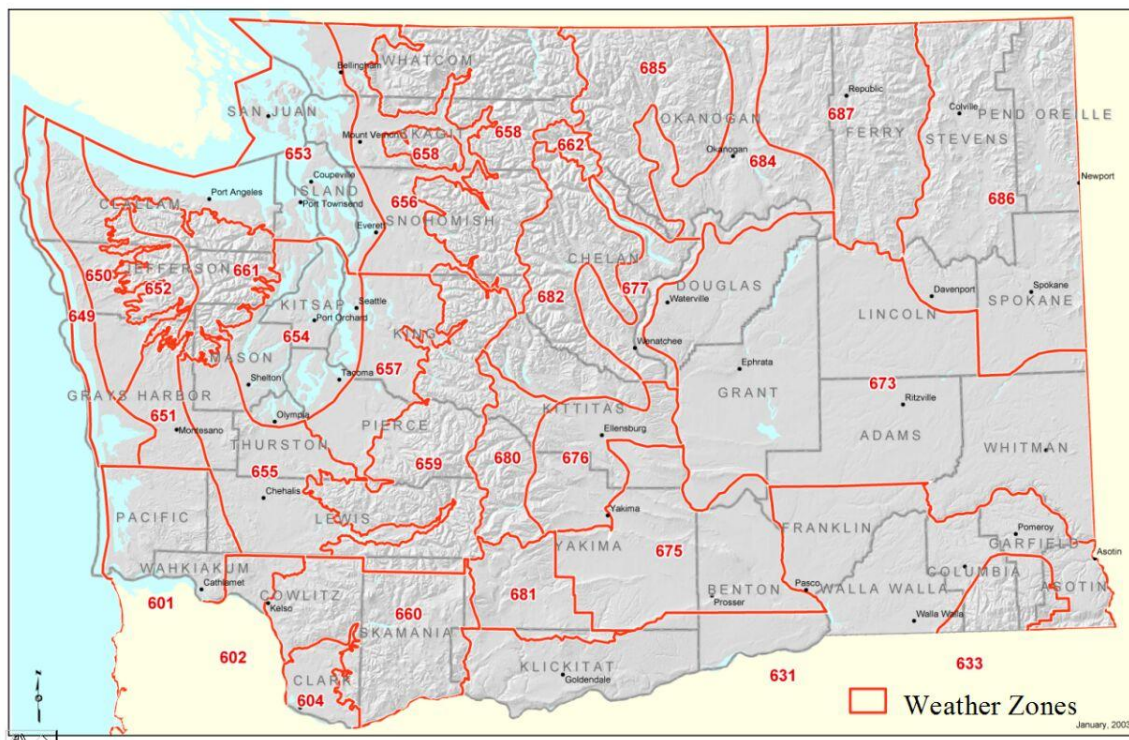 WHATCOM
685
Bellingham
687
Republic
SAN JUAN
OKANOGAN
Colville
PEND OREILLE
FERRY
STEVENS
Mount Vernon
SKAGIT
658
658
662
653
Okanogan
684
Coupeville
ISLAND
Port Townsend
Newport
Port Angeles
656
686
CLALLAM
SNOHOMISH
Everett
CHELAN
650
JEFFERSON
661
652
682
677
DOUGLAS
Waterville
Davenport
Spokane
SPOKANE
KITSAP
Seattle
649
Port Orchard
654
KING
LINCOLN
Wenatchee
MASON
Shelton
657
Tacoma
Ephrata
673
GRAYS HARBOR
GRANT
Ritzville
651
Montesano
Olympia
PIERCE
KITTITAS
Ellensburg
ADAMS
THURSTON
WHITMAN
655
659
680
676
Chehalis
PACIFIC
LEWIS
Yakima
FRANKLIN
Pomeroy
YAKIMA
675
GARFIELD
Asotin
WAHKIAKUM
COLUMBIA
Cathlamet
601
COWLITZ
Kelso
681
BENTON
Prosser
Pasco
WALLA WALLA
ASOTIN
660
Walla Walla
SKAMANIA
602
KLICKITAT
Goldendale
631
633
CLARK
604
Weather Zones
January, 2003